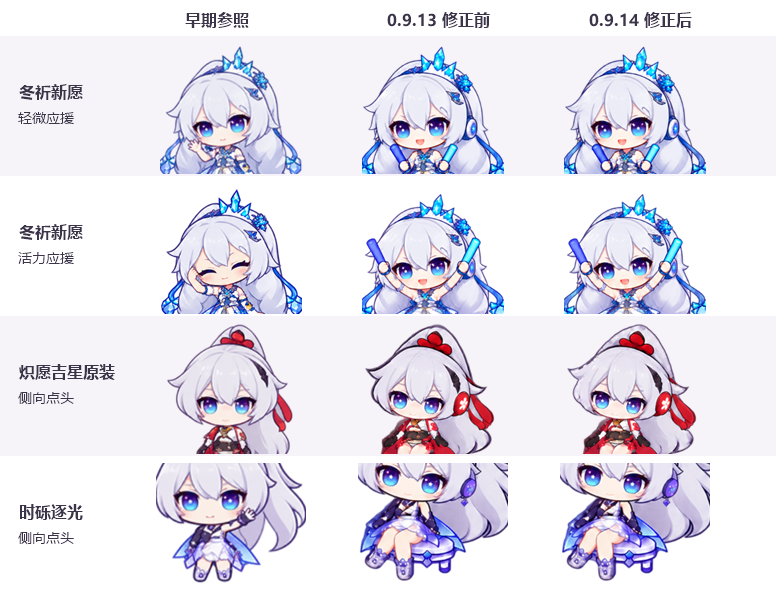 早期参照
0.9.13 修正前
0.9.14 修正后
冬祈新愿
轻微应援
冬祈新愿
活力应援
炽愿吉星原装
侧向点头
时砾逐光
侧向点头